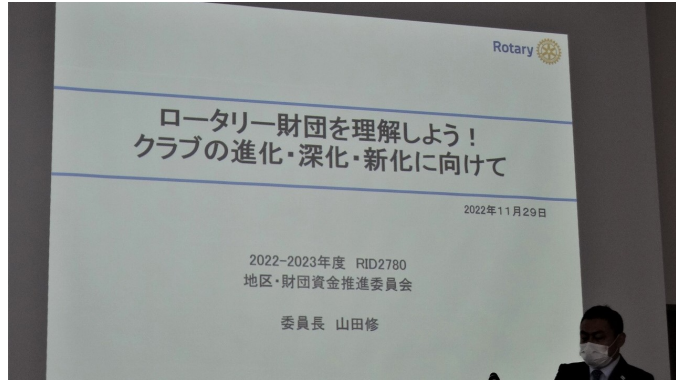 Rotary
ロータリー財団を理解しよう！
クラブの進化・深化・新化に向けて
2022年11月29日
2022-2023年度 RID2780
地区・財団資金推進委員会
委員長 山田修